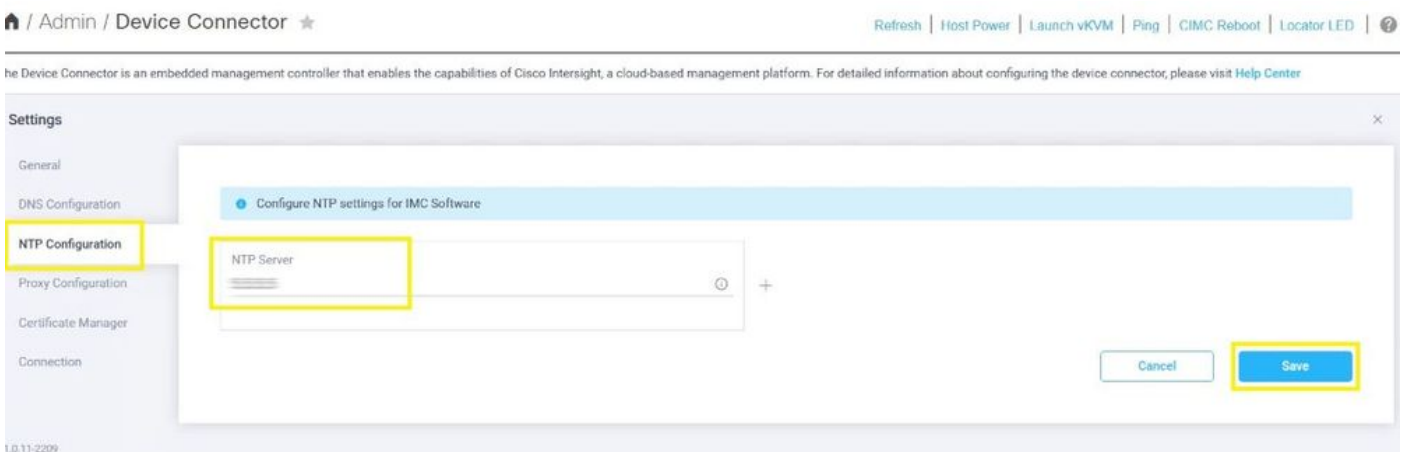 / Admin / Device Connector
Refresh | Host Power | Launch vKVM | Ping | CIMC Reboot | Locator LED |
he Device Connector is an embedded management controller that enables the capabilities of Cisco Intersight, a cloud-based management platform. For detailed information about configuring the device connector, please visit Help Center
Settings
General
DNS Configuration
Configure NTP settings for IMC Software
NTP Configuration
NTP Server
Proxy Configuration
Certificate Manager
Connection
Cancel
Save
1.0.11-2209